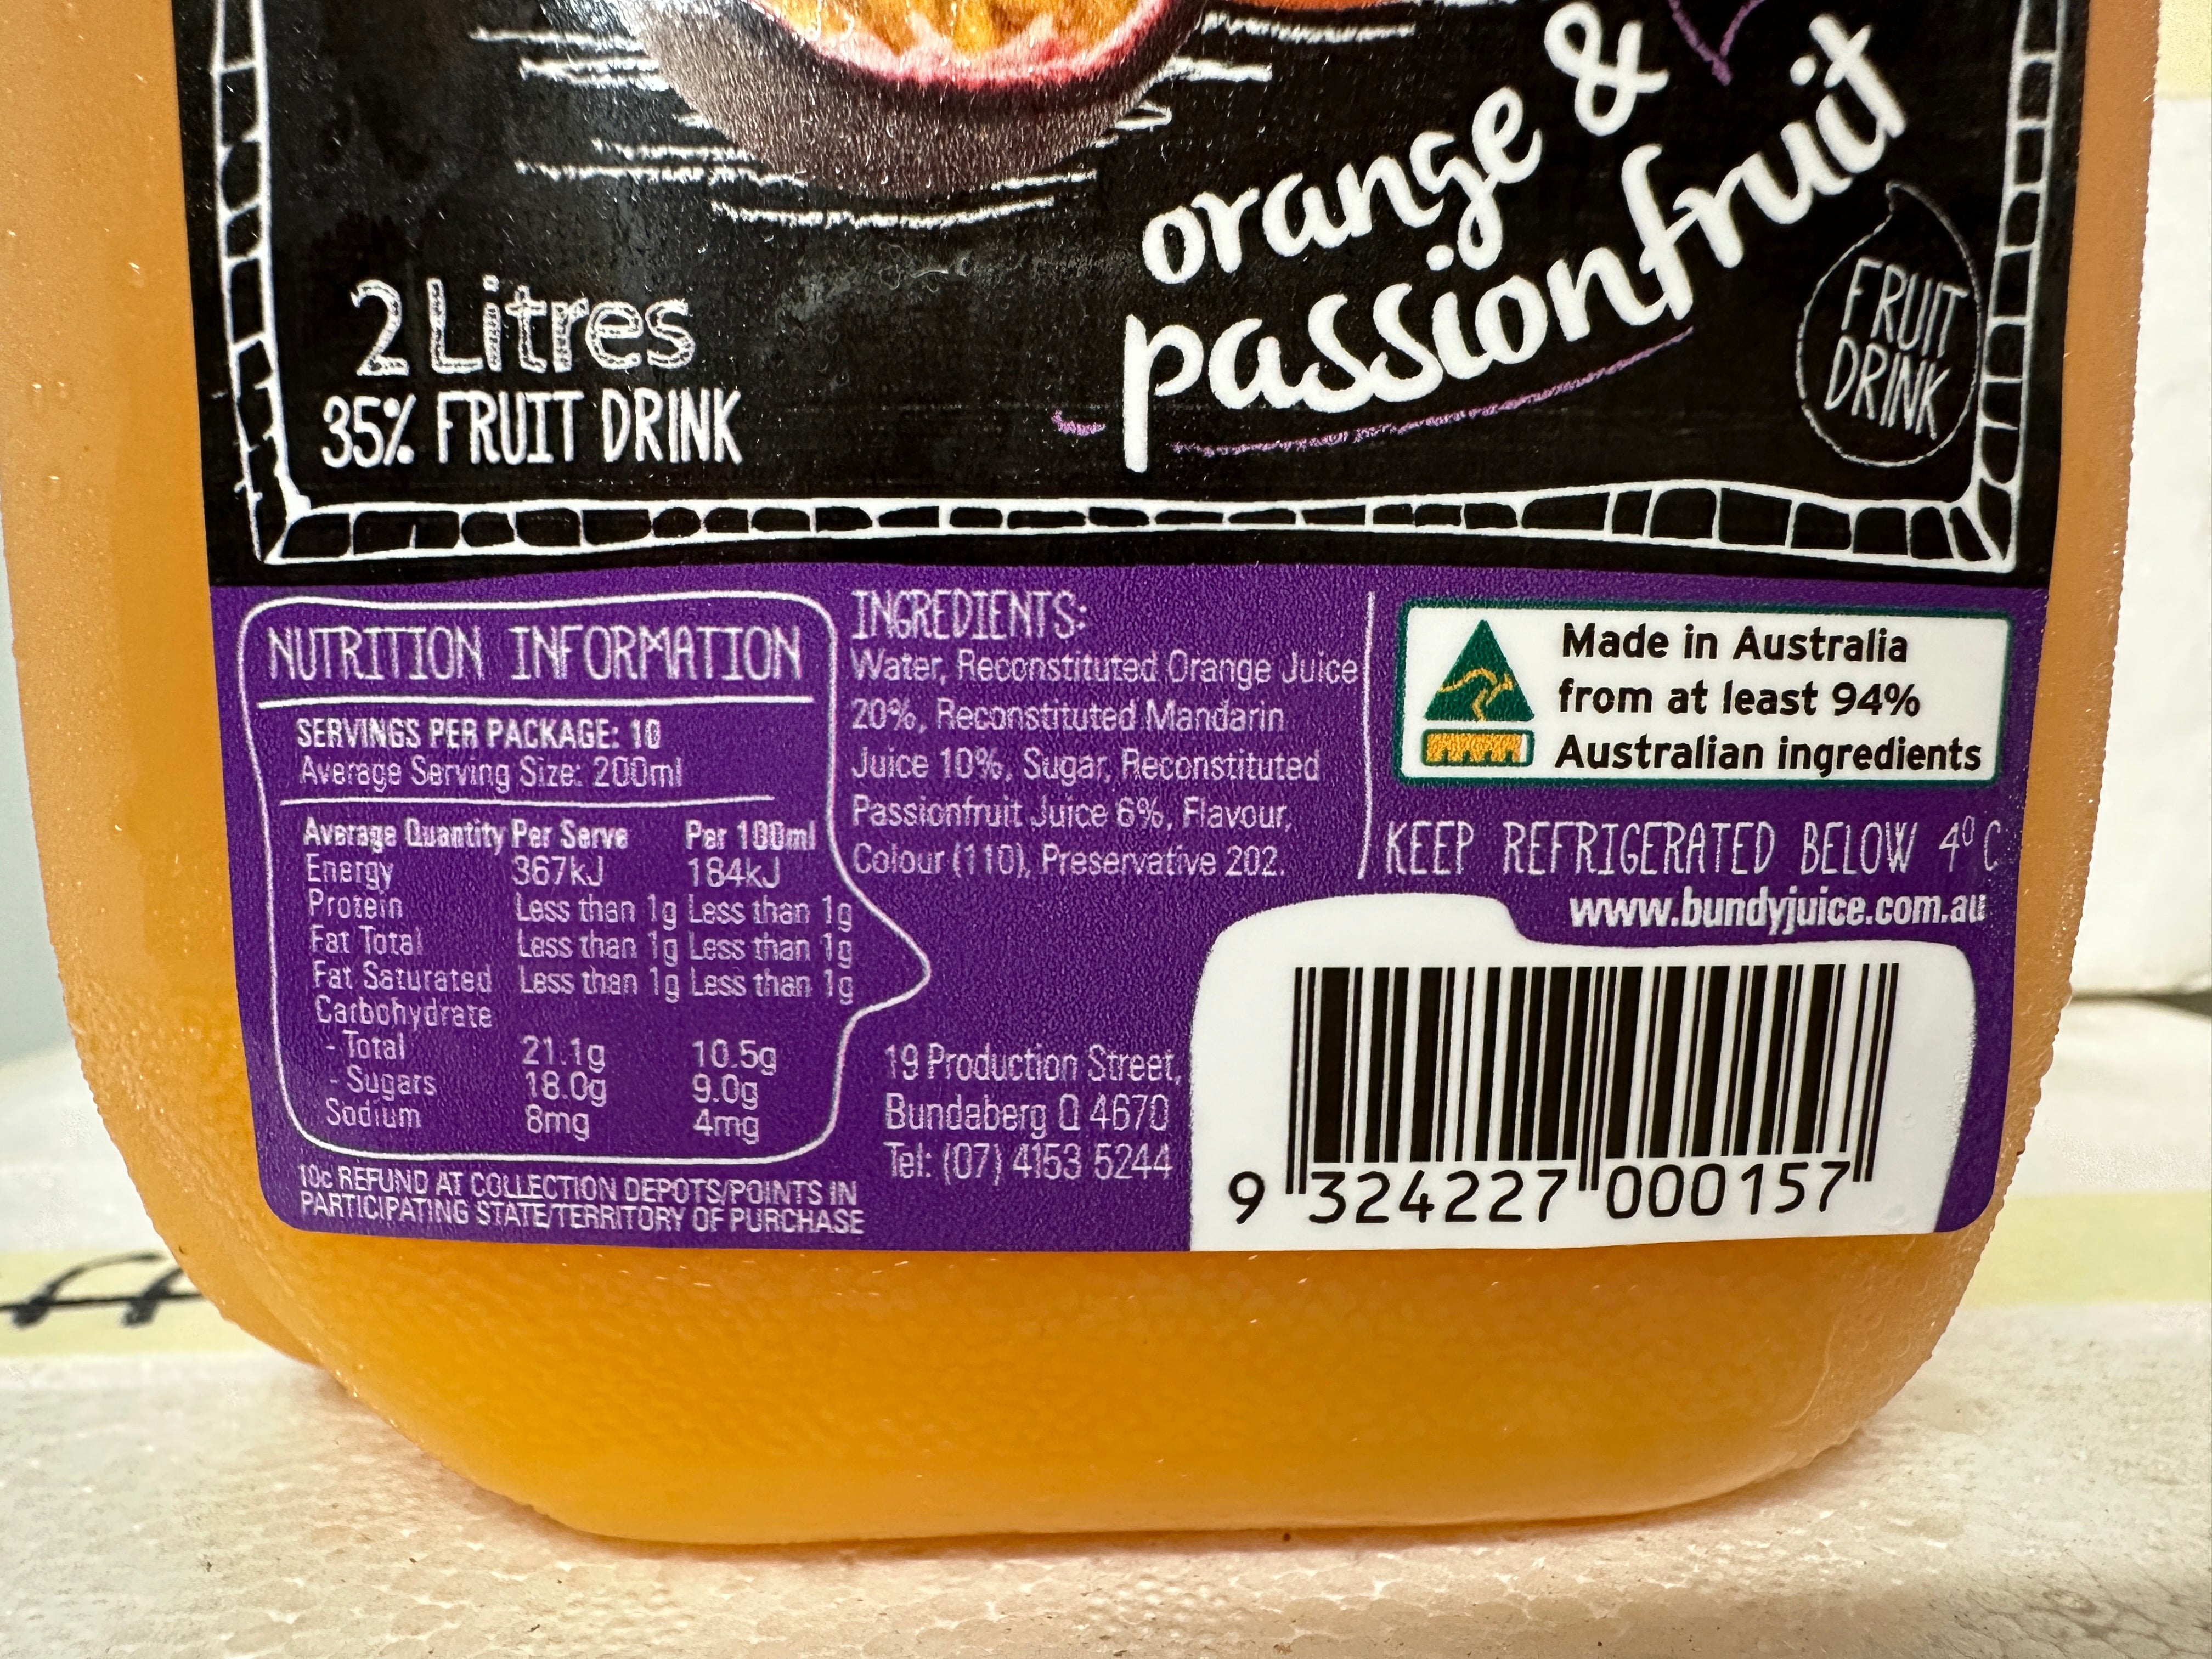 orange &
passionfruit
2 Litres
35% FRUIT DRINK
FRUIT
DRINK
NUTRITION INFORMATION
SERVINGS PER PACKAGE: 10
Average Serving Size: 200ml
Average Quantity Per Serve Per 100ml
Energy 367kJ 184kJ
Protein Less than 1g Less than 1g
Fat Total Less than 1g Less than 1g
Fat Saturated Less than 1g Less than 1g
Carbohydrate
- Total 21.1g 10.5g
- Sugars 18.0g 9.0g
Sodium 8mg 4mg
10c REFUND AT COLLECTION DEPOTS/POINTS IN
PARTICIPATING STATE/TERRITORY OF PURCHASE
INGREDIENTS:
Water, Reconstituted Orange Juice
20%, Reconstituted Mandarin
Juice 10%, Sugar, Reconstituted
Passionfruit Juice 6%, Flavour,
Colour (110), Preservative 202.
19 Production Street,
Bundaberg Q 4670
Tel: (07) 4153 5244
Made in Australia
from at least 94%
Australian ingredients
KEEP REFRIGERATED BELOW 4⁰C
www.bundyjuice.com.au
9 324227 000157